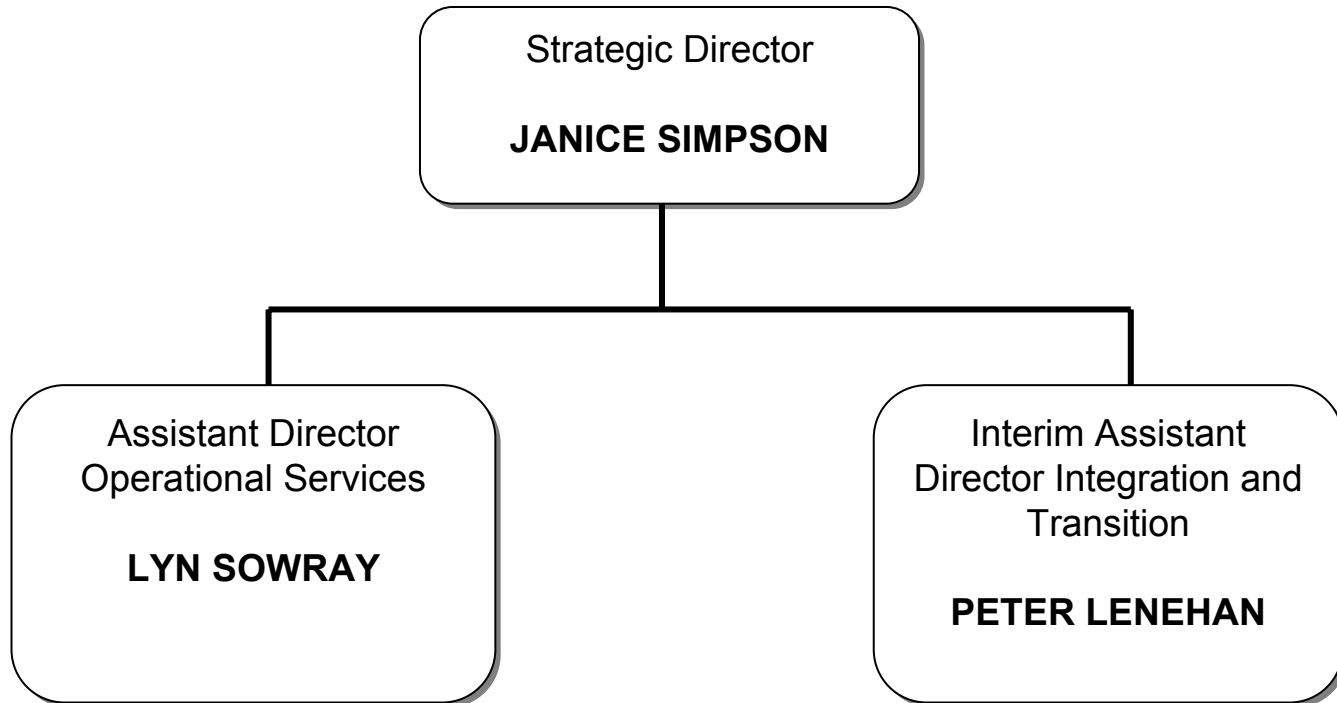 Strategic Director
JANICE SIMPSON
Assistant Director
Operational Services
LYN SOWRAY
Interim Assistant
Director Integration and
Transition
PETER LENEHAN